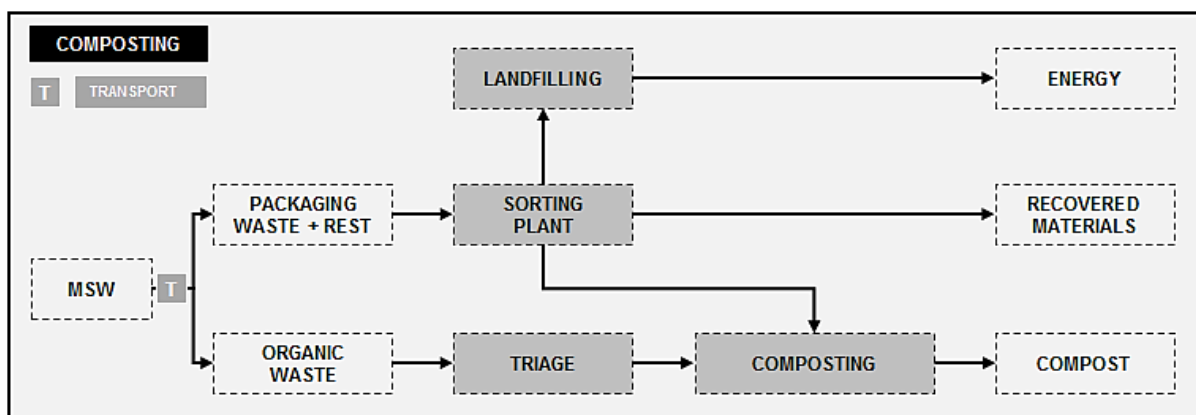 COMPOSTING
T TRANSPORT
LANDFILLING
ENERGY
PACKAGING
WASTE + REST
SORTING
PLANT
RECOVERED
MATERIALS
MSW
T
ORGANIC
WASTE
TRIAGE
COMPOSTING
COMPOST